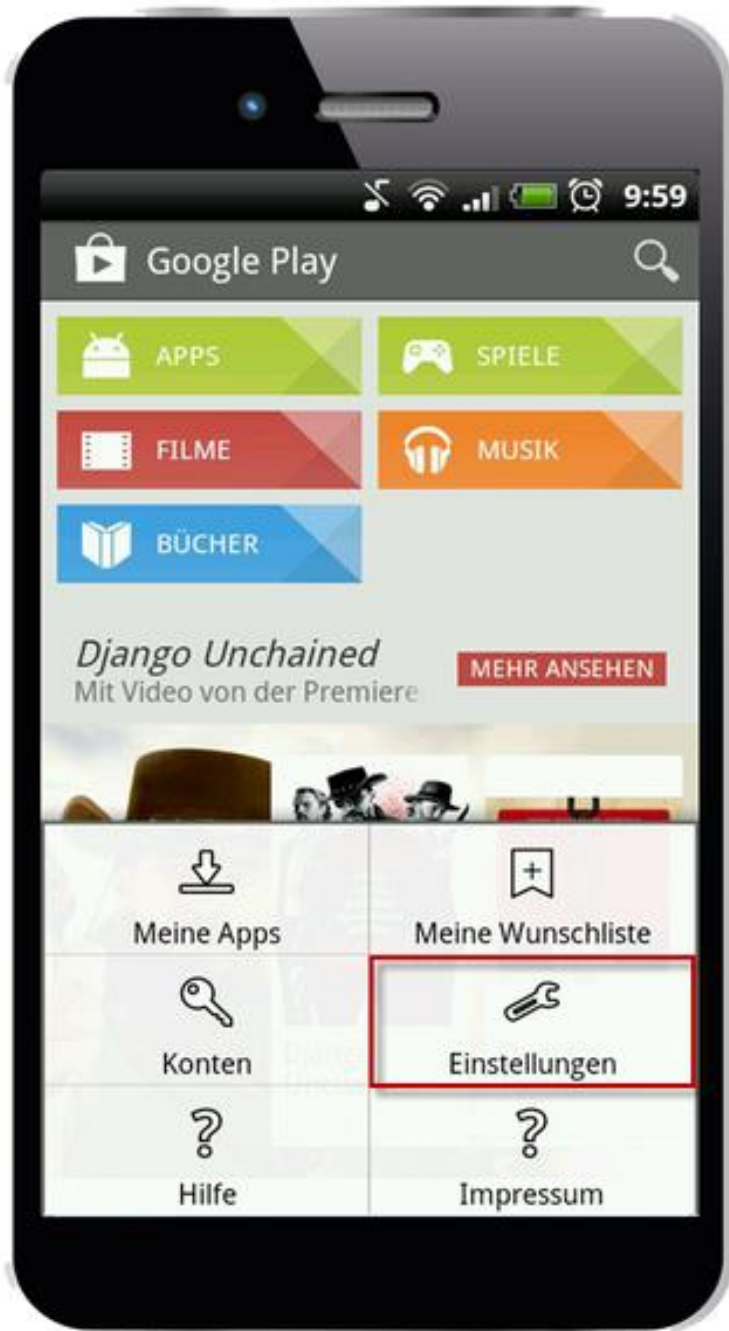 9:59
Google Play
APPS
SPIELE
FILME
MUSIK
BÜCHER
Django Unchained
Mit Video von der Premiere
MEHR ANSEHEN
Meine Apps
Meine Wunschliste
Konten
Einstellungen
Hilfe
Impressum